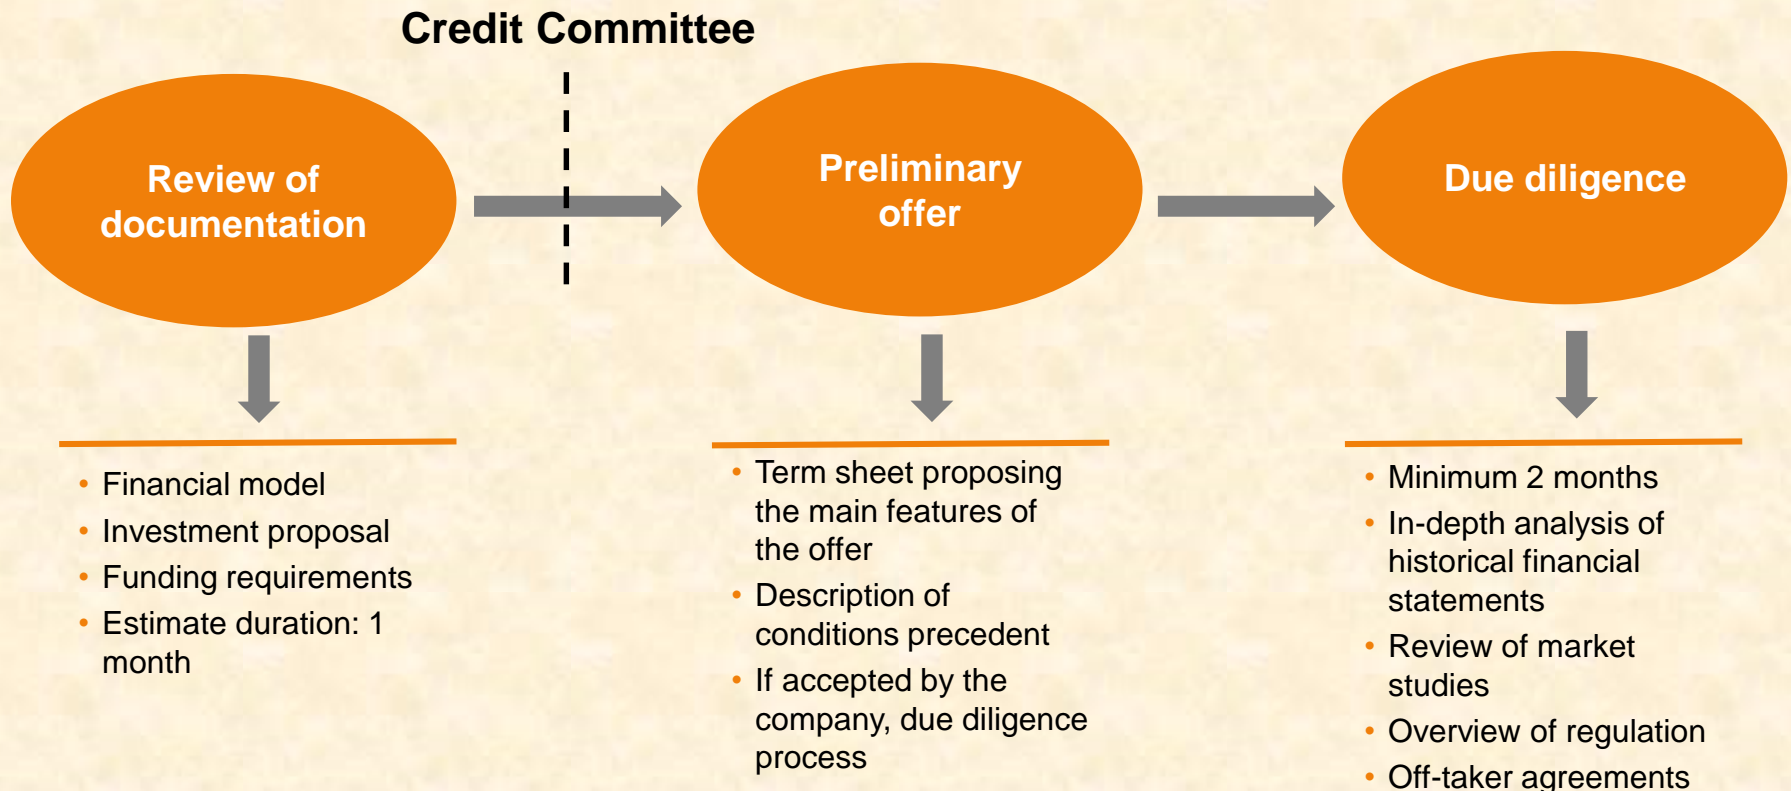 Credit Committee
Review of
documentation
Preliminary
offer
Due diligence
• Financial model
• Investment proposal
• Funding requirements
• Estimate duration: 1
month
• Term sheet proposing
the main features of
the offer
• Description of
conditions precedent
• If accepted by the
company, due diligence
process
• Minimum 2 months
• In-depth analysis of
historical financial
statements
• Review of market
studies
• Overview of regulation
• Off-taker agreements